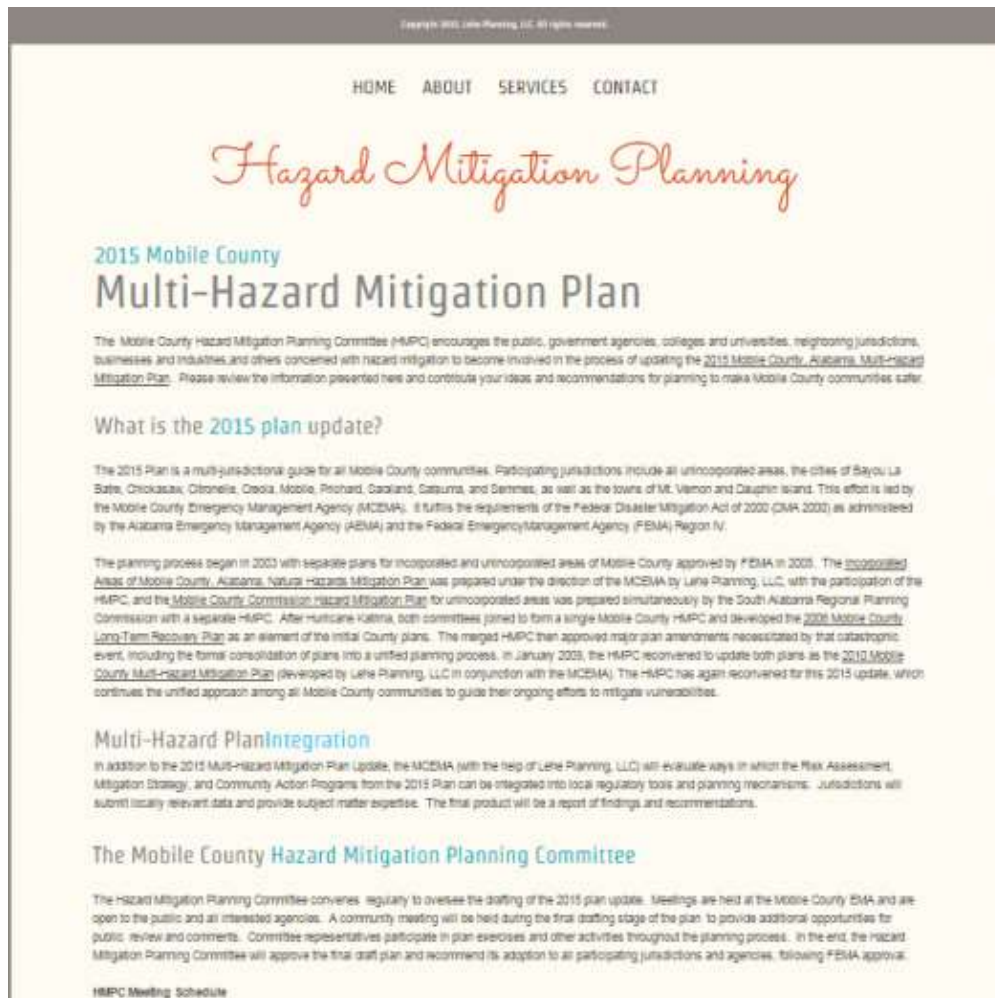 Copyright 2013, Lehe Planning, LLC. All rights reserved.
HOME ABOUT SERVICES CONTACT
Hazard Mitigation Planning
2015 Mobile County
Multi-Hazard Mitigation Plan
The Mobile County Hazard Mitigation Planning Committee (HMPC) encourages the public, government agencies, colleges and universities, neighboring jurisdictions,
businesses and industries,and others concerned with hazard mitigation to become involved in the process of updating the 2015 Mobile County, Alabama, Multi-Hazard
Mitigation Plan. Please review the information presented here and contribute your ideas and recommendations for planning to make Mobile County communities safer.
What is the 2015 plan update?
The 2015 Plan is a multi-jurisdictional guide for all Mobile County communities. Participating jurisdictions include all unincorporated areas, the cities of Bayou La
Batre, Chickasaw, Citronelle, Creola, Mobile, Prichard, Saraland, Satsuma, and Semmes, as well as the towns of Mt. Vernon and Dauphin Island. This effort is led by
the Mobile County Emergency Management Agency (MCEMA). It fulfills the requirements of the Federal Disaster Mitigation Act of 2000 (DMA 2000) as administered
by the Alabama Emergency Management Agency (AEMA) and the Federal EmergencyManagement Agency (FEMA) Region IV.
The planning process began in 2003 with separate plans for incorporated and unincorporated areas of Mobile County approved by FEMA in 2005. The Incorporated
Areas of Mobile County, Alabama, Natural Hazards Mitigation Plan was prepared under the direction of the MCEMA by Lehe Planning, LLC, with the participation of the
HMPC, and the Mobile County Commission Hazard Mitigation Plan for unincorporated areas was prepared simultaneously by the South Alabama Regional Planning
Commission with a separate HMPC. After Hurricane Katrina, both committees joined to form a single Mobile County HMPC and developed the 2006 Mobile County
Long-Term Recovery Plan as an element of the initial County plans. The merged HMPC then approved major plan amendments necessitated by that catastrophic
event, including the formal consolidation of plans into a unified planning process. In January 2009, the HMPC reconvened to update both plans as the 2010 Mobile
County Multi-Hazard Mitigation Plan (developed by Lehe Planning, LLC in conjunction with the MCEMA). The HMPC has again reconvened for this 2015 update, which
continues the unified approach among all Mobile County communities to guide their ongoing efforts to mitigate vulnerabilities.
Multi-Hazard PlanIntegration
In addition to the 2015 Multi-Hazard Mitigation Plan Update, the MCEMA (with the help of Lehe Planning, LLC) will evaluate ways in which the Risk Assessment,
Mitigation Strategy, and Community Action Programs from the 2015 Plan can be integrated into local regulatory tools and planning mechanisms. Jurisdictions will
submit locally relevant data and provide subject matter expertise. The final product will be a report of findings and recommendations.
The Mobile County Hazard Mitigation Planning Committee
The Hazard Mitigation Planning Committee convenes regularly to oversee the drafting of the 2015 plan update. Meetings are held at the Mobile County EMA and are
open to the public and all interested agencies. A community meeting will be held during the final drafting stage of the plan to provide additional opportunities for
public review and comments. Committee representatives participate in plan exercises and other activities throughout the planning process. In the end, the Hazard
Mitigation Planning Committee will approve the final draft plan and recommend its adoption to all participating jurisdictions and agencies, following FEMA approval.
HMPC Meeting Schedule